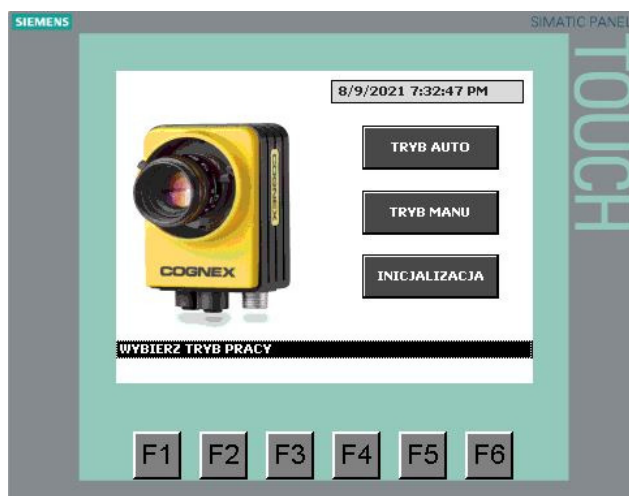 SIEMENS
SIMATIC PANEL
TOUCH
8/9/2021 7:32:47 PM
TRYB AUTO
TRYB MANU
INICJALIZACJA
COGNEX
COGNEX
WYBIERZ TRYB PRACY
F1 F2 F3 F4 F5 F6